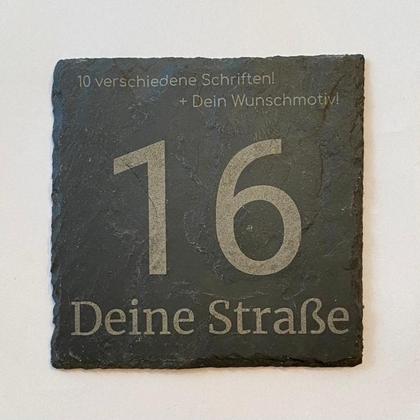 10 verschiedene Schriften!
+ Dein Wunschmotiv!
16
Deine Straße